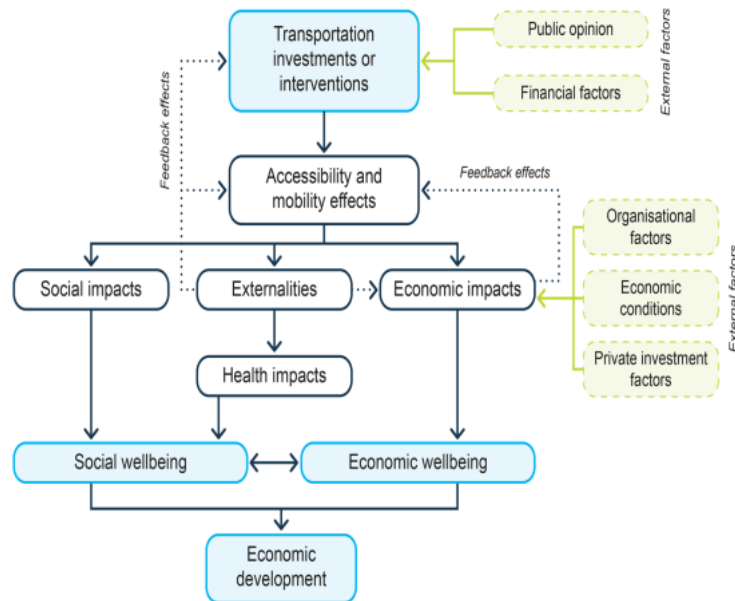 Transportation
investments or
interventions
Public opinion
Financial factors
External factors
Feedback effects
Accessibility and
mobility effects
Feedback effects
Organisational
factors
Social impacts
Externalities
Economic impacts
Economic
conditions
External factors
Health impacts
Private investment
factors
Social wellbeing
Economic wellbeing
Economic
development